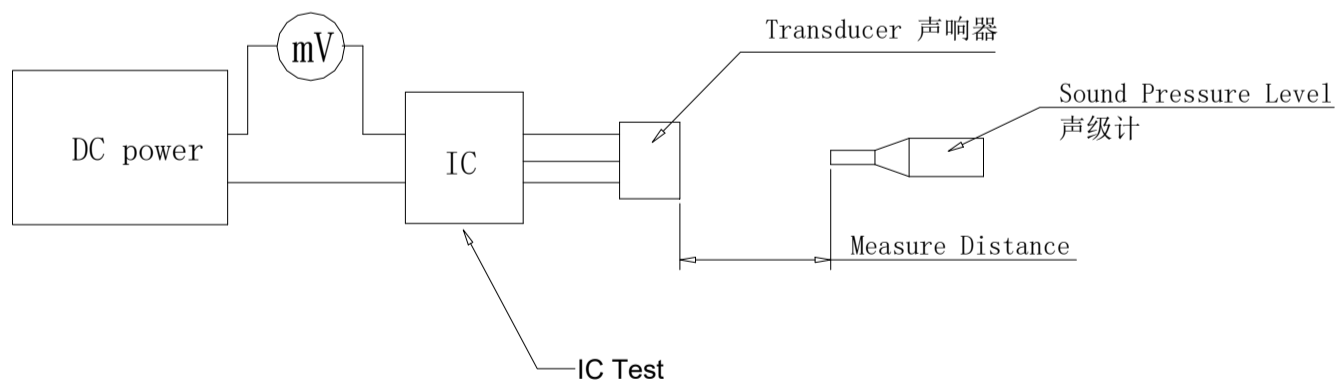 mV
Transducer 声响器
Sound Pressure Level
声级计
DC power
IC
Measure Distance
IC Test